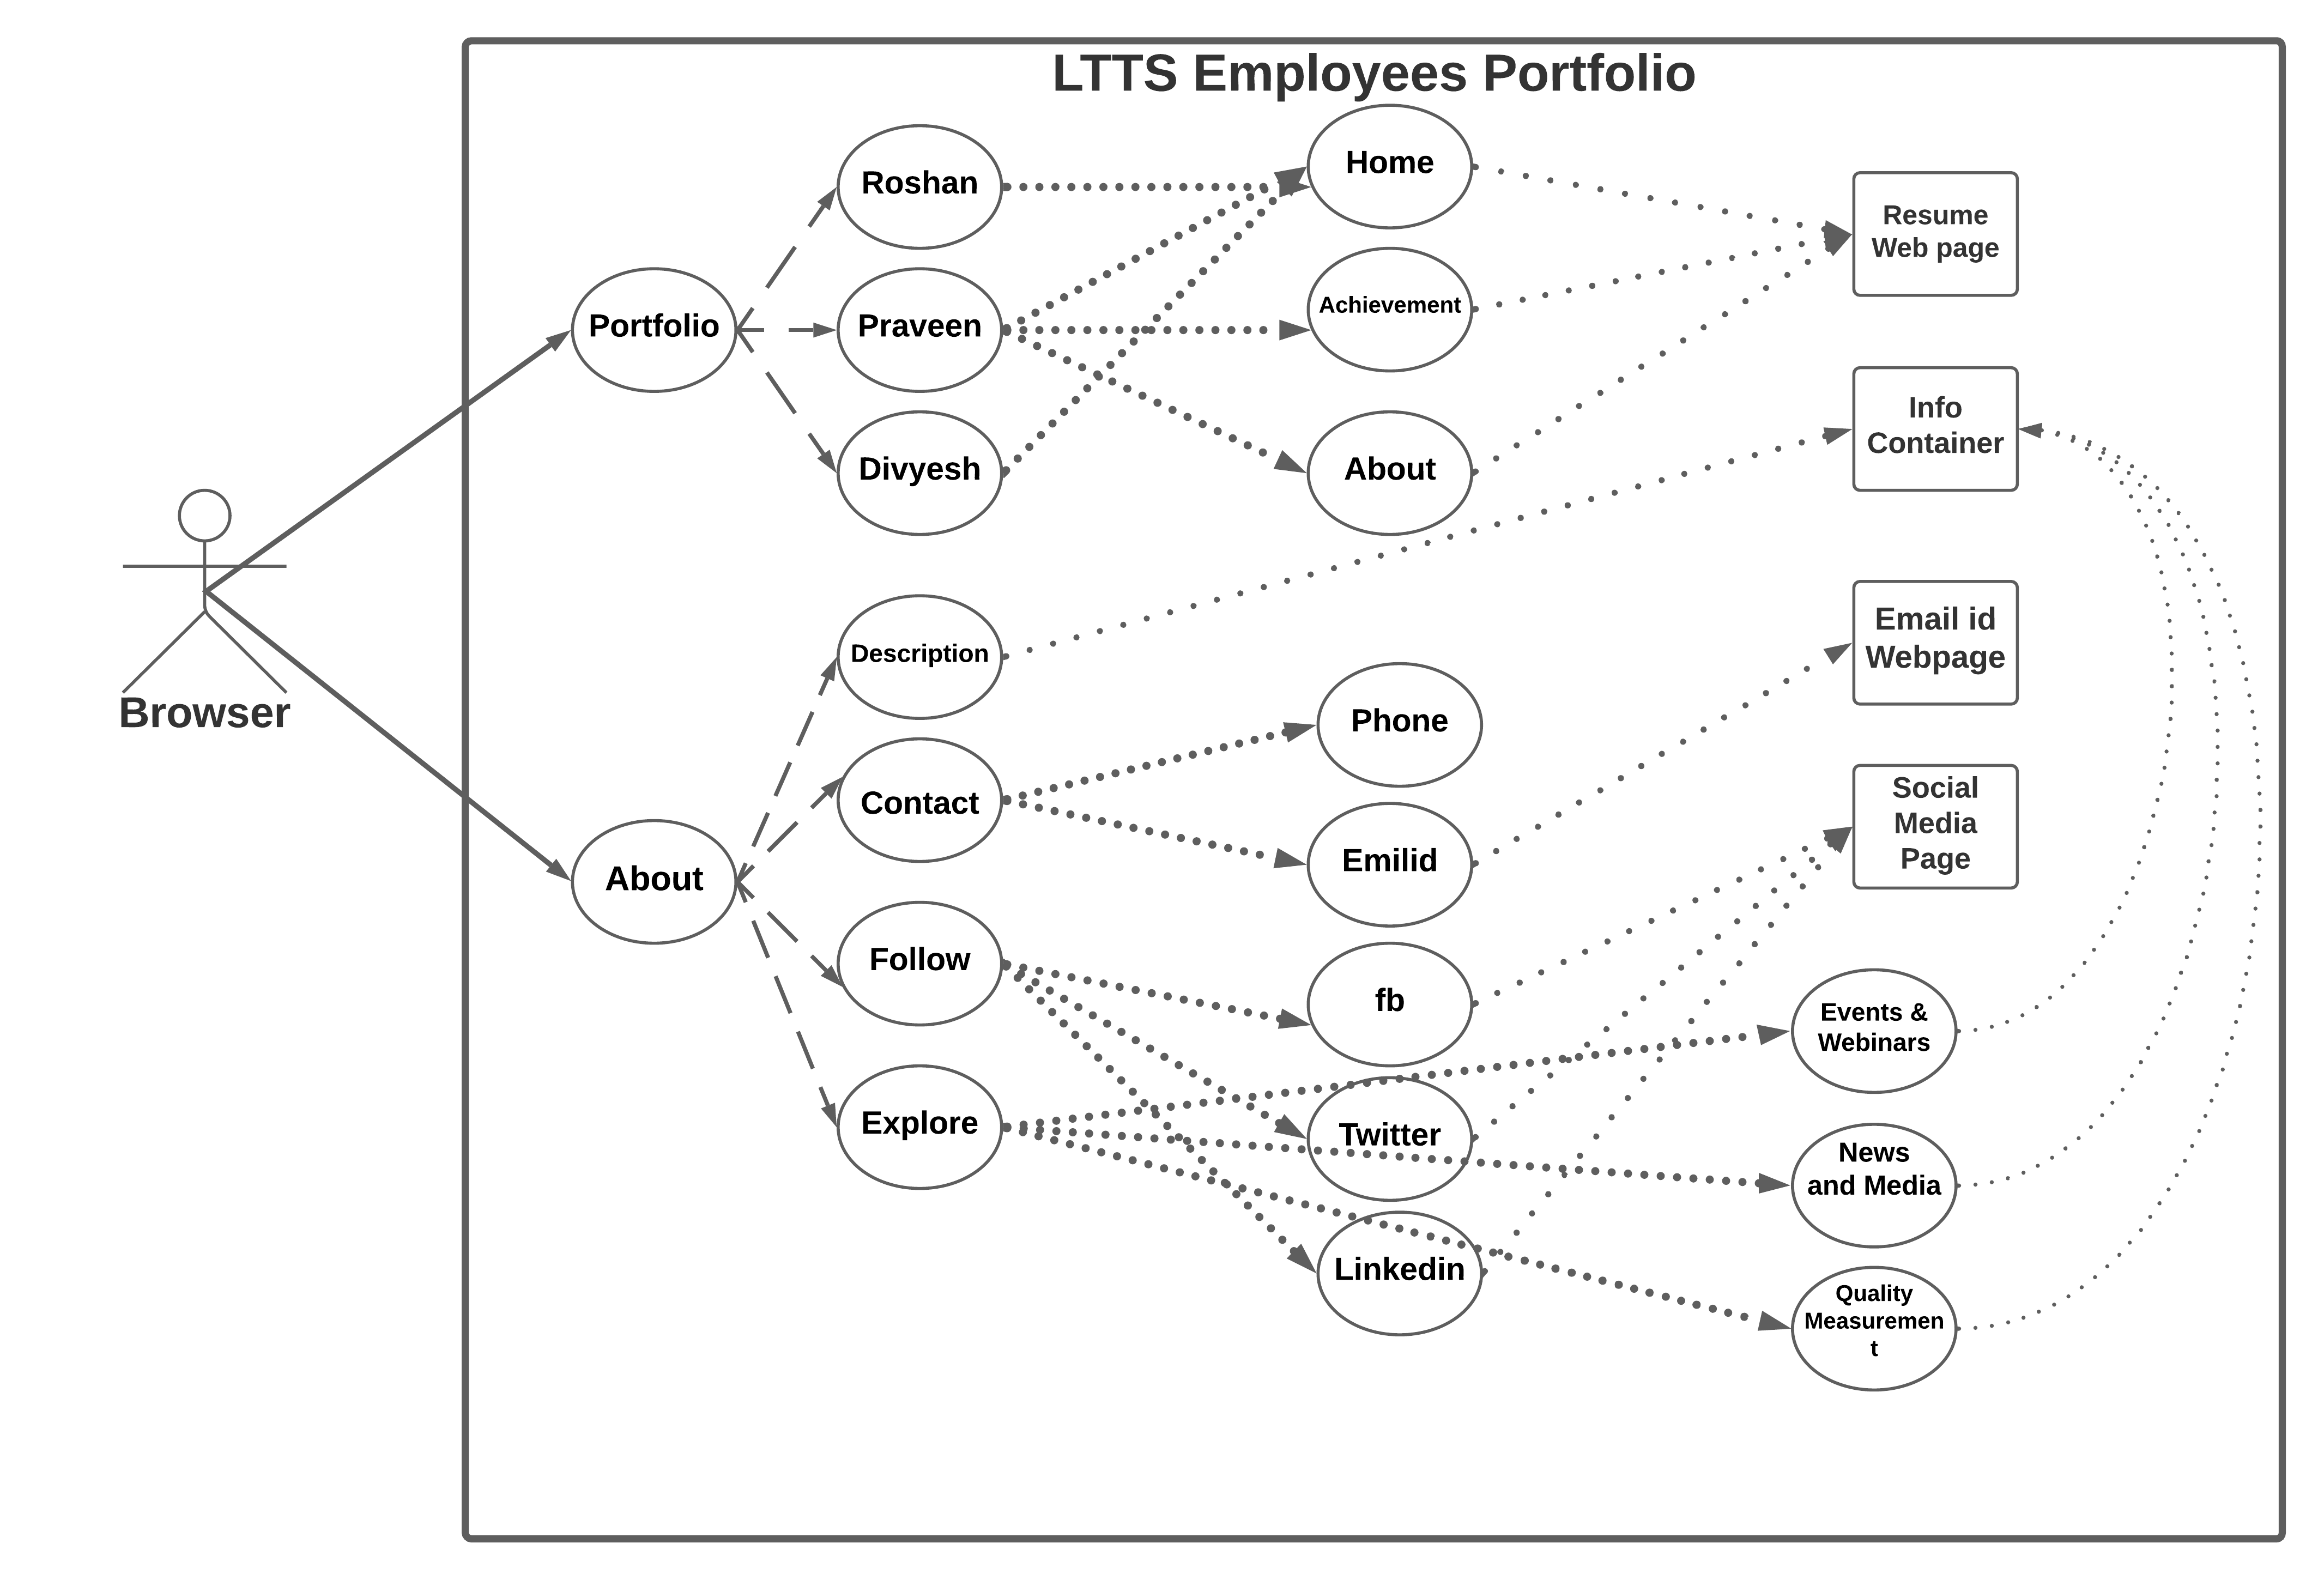 LTTS Employees Portfolio
Roshan
Home
Resume
Web page
Portfolio
Praveen
Achievement
Divyesh
About
Info
Container
Browser
Description
Phone
Email id
Webpage
About
Contact
Emilid
Social
Media
Page
Follow
fb
Events &
Webinars
Explore
Twitter
News
and Media
Linkedin
Quality
Measuremen
t